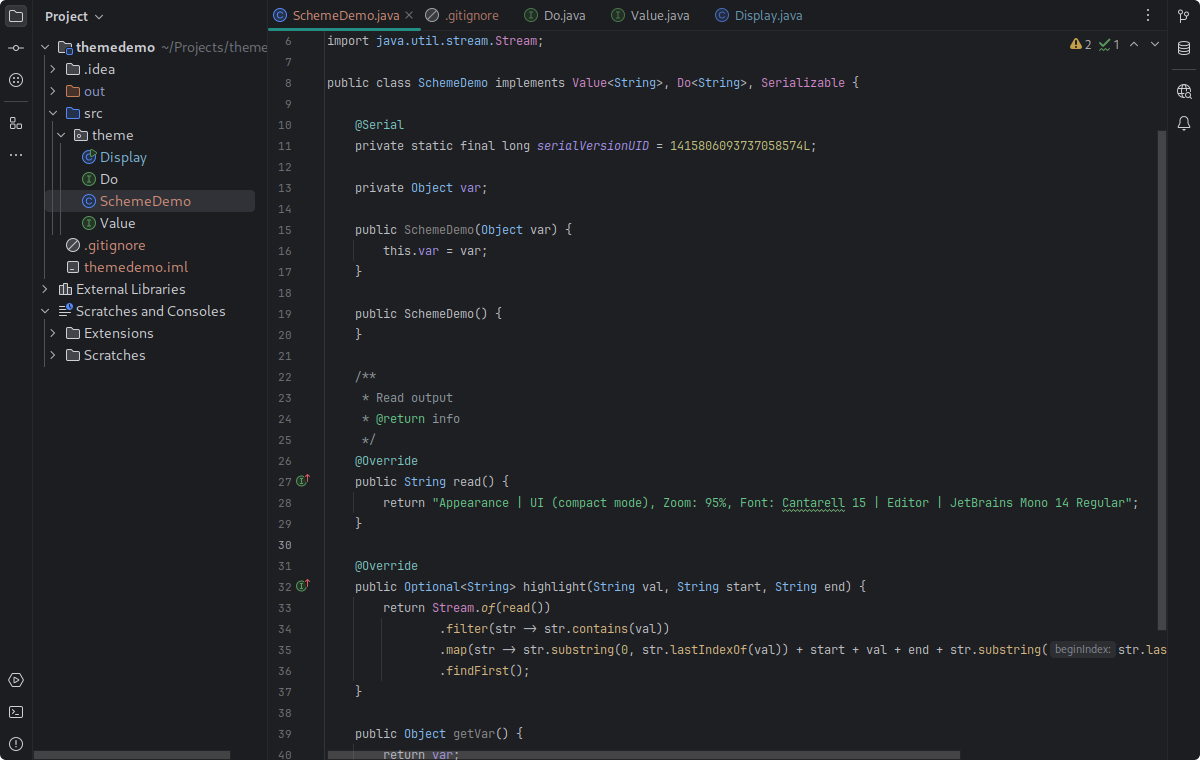 Project
SchemeDemo.java
.gitignore
Do.java
Value.java
Display.java
themedemo ~/Projects/theme
.idea
out
src
theme
Display
Do
SchemeDemo
Value
.gitignore
themedemo.iml
External Libraries
Scratches and Consoles
Extensions
Scratches
2 1
6 import java.util.stream.Stream;
7
8 public class SchemeDemo implements Value<String>, Do<String>, Serializable {
9
10 @Serial
11 private static final long serialVersionUID = 1415806093737058574L;
12
13 private Object var;
14
15 public SchemeDemo(Object var) {
16 this.var = var;
17 }
18
19 public SchemeDemo() {
20 }
21
22 /**
23 * Read output
24 * @return info
25 */
26 @Override
27 public String read() {
28 return "Appearance | UI (compact mode), Zoom: 95%, Font: Cantarell 15 | Editor | JetBrains Mono 14 Regular";
29 }
30
31 @Override
32 public Optional<String> highlight(String val, String start, String end) {
33 return Stream.of(read())
34 .filter(str -> str.contains(val))
35 .map(str -> str.substring(0, str.lastIndexOf(val)) + start + val + end + str.substring( beginIndex: str.las
36 .findFirst();
37 }
38
39 public Object getVar() {
40 return var;